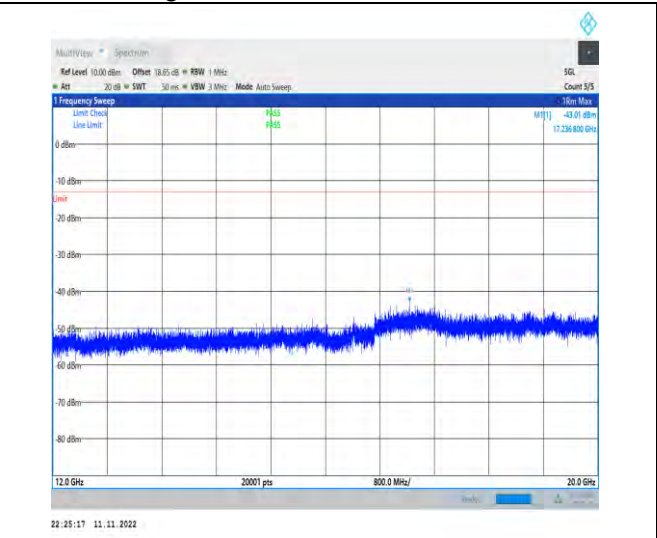 MultiView Spectrum
Ref Level 10.00 dBm Offset 18.65 dB RBW 1 MHz SGL
Att 20 dB SWT 50 ms VBW 3 MHz Mode Auto Sweep Count 5/5
1 Frequency Sweep 1Rm Max
Limit Check PASS M1[1] -43.01 dBm
Line Limit PASS 17.236 800 GHz
0 dBm
-10 dBm
Limit
-20 dBm
-30 dBm
-40 dBm
M1
-50 dBm
-60 dBm
-70 dBm
-80 dBm
12.0 GHz 20001 pts 800.0 MHz/ 20.0 GHz
22:25:17 11.11.2022